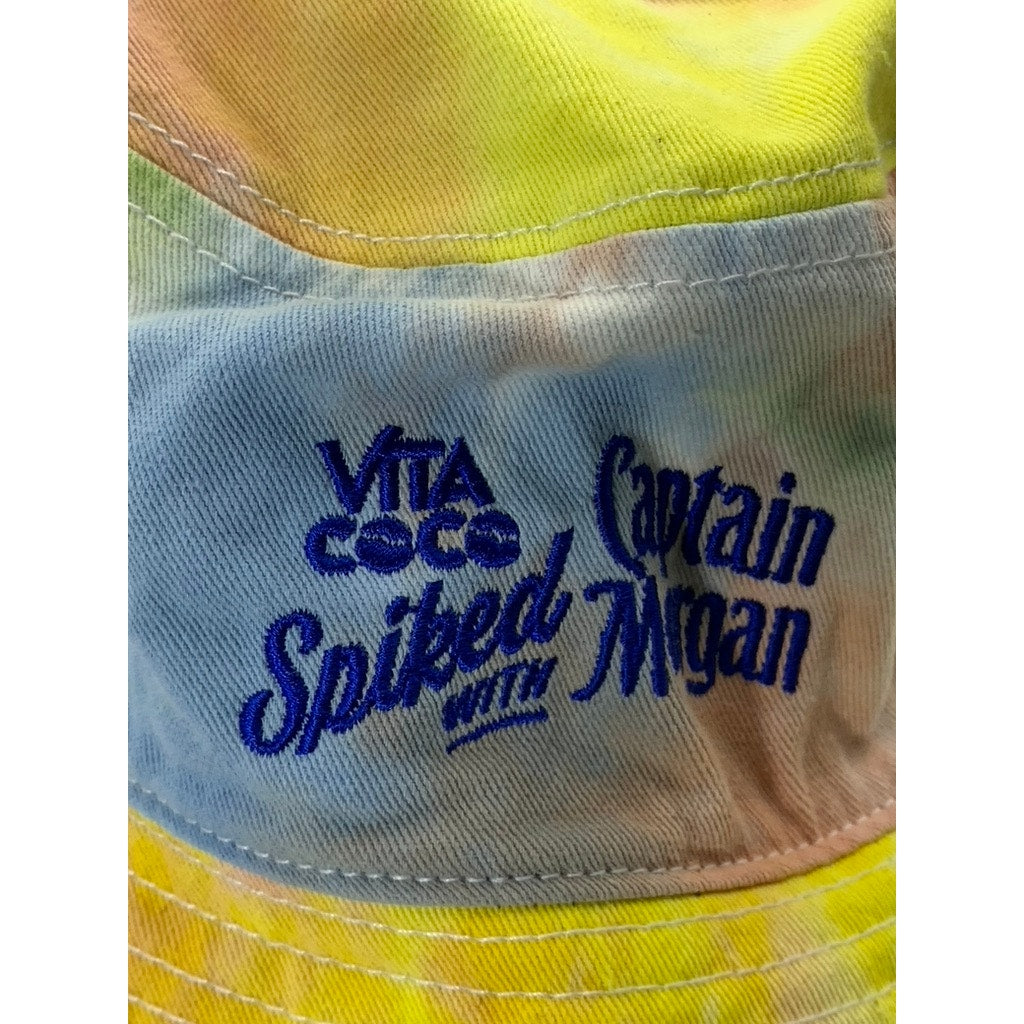 VITA
COCO
Spiked
WITH
Captain
Morgan